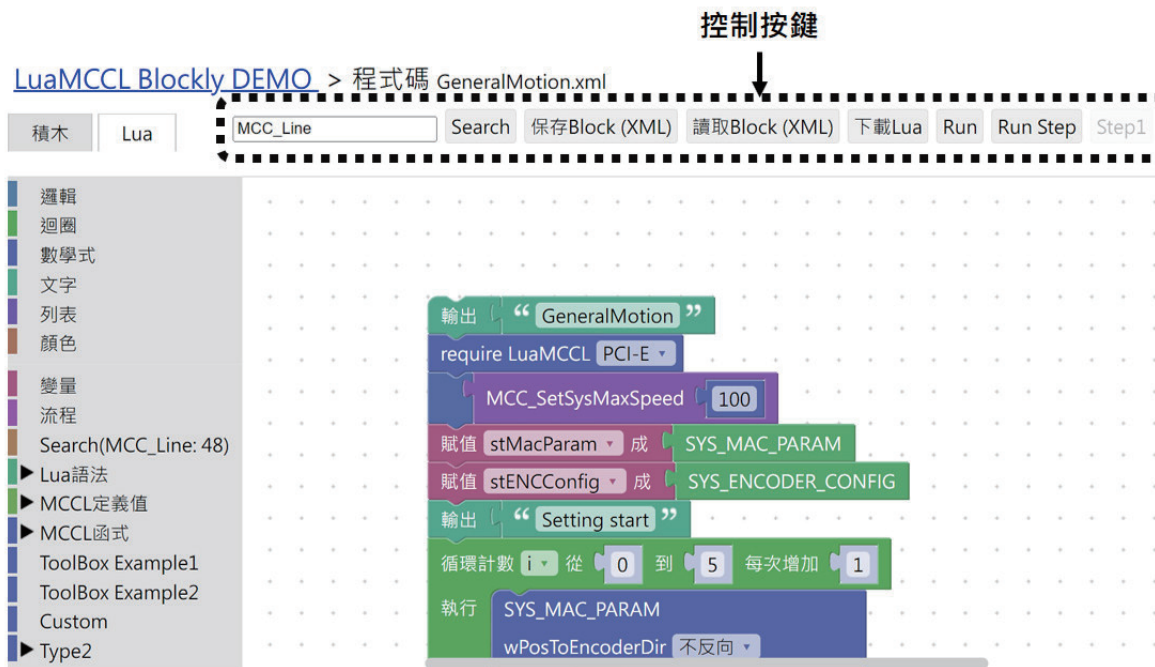 控制按鍵
LuaMCCL Blockly DEMO > 程式碼 GeneralMotion.xml
積木 Lua MCC_Line Search 保存Block (XML) 讀取Block (XML) 下載Lua Run Run Step Step1
邏輯
迴圈
數學式
文字
列表
顏色
變量
流程
Search(MCC_Line: 48)
Lua語法
MCCL定義值
MCCL函式
ToolBox Example1
ToolBox Example2
Custom
Type2
輸出 “ GeneralMotion ”
require LuaMCCL PCI-E
MCC_SetSysMaxSpeed 100
賦值 stMacParam 成 SYS_MAC_PARAM
賦值 stENCConfig 成 SYS_ENCODER_CONFIG
輸出 “ Setting start ”
循環計數 i 從 0 到 5 每次增加 1
執行 SYS_MAC_PARAM
wPosToEncoderDir 不反向